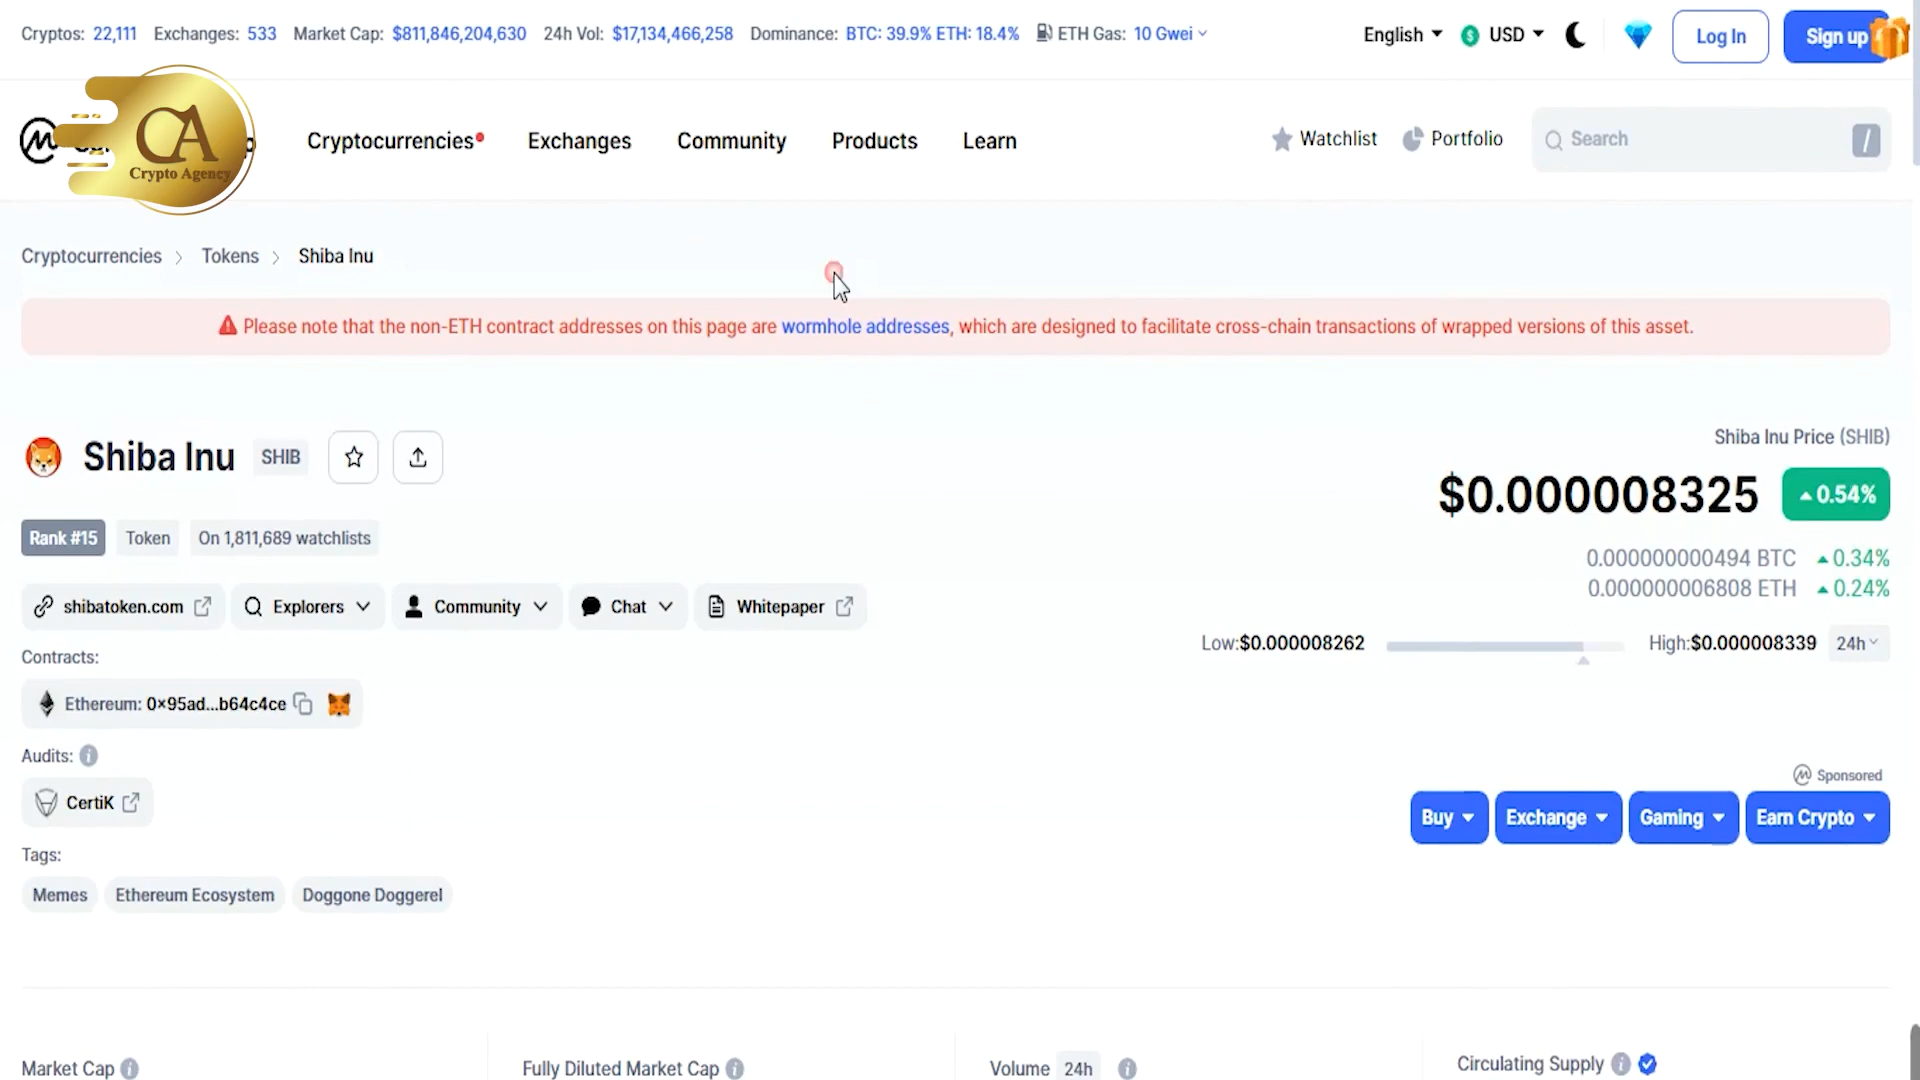 Cryptos: 22,111 Exchanges: 533 Market Cap: $811,846,204,630 24h Vol: $17,134,466,258 Dominance: BTC: 39.9% ETH: 18.4% ETH Gas: 10 Gwei
English USD Log In Sign up
CA
Crypto Agency
Cryptocurrencies Exchanges Community Products Learn
Watchlist Portfolio Search /
Cryptocurrencies > Tokens > Shiba Inu
Please note that the non-ETH contract addresses on this page are wormhole addresses, which are designed to facilitate cross-chain transactions of wrapped versions of this asset.
Shiba Inu SHIB
Rank #15 Token On 1,811,689 watchlists
shibatoken.com Explorers Community Chat Whitepaper
Contracts:
Ethereum: 0×95ad...b64c4ce
Audits:
CertiK
Tags:
Memes Ethereum Ecosystem Doggone Doggerel
Shiba Inu Price (SHIB)
$0.000008325 0.54%
0.000000000494 BTC 0.34%
0.000000006808 ETH 0.24%
Low:$0.000008262 High:$0.000008339 24h
Sponsored
Buy Exchange Gaming Earn Crypto
Market Cap Fully Diluted Market Cap Volume 24h Circulating Supply